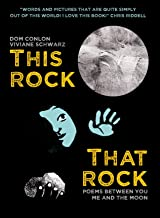 "WORDS AND PICTURES THAT ARE QUITE SIMPLY
OUT OF THIS WORLD! I LOVE THIS BOOK!" CHRIS RIDDELL
DOM CONLON
VIVIANE SCHWARZ
THIS
ROCK
THAT
ROCK
POEMS BETWEEN YOU
ME AND THE MOON